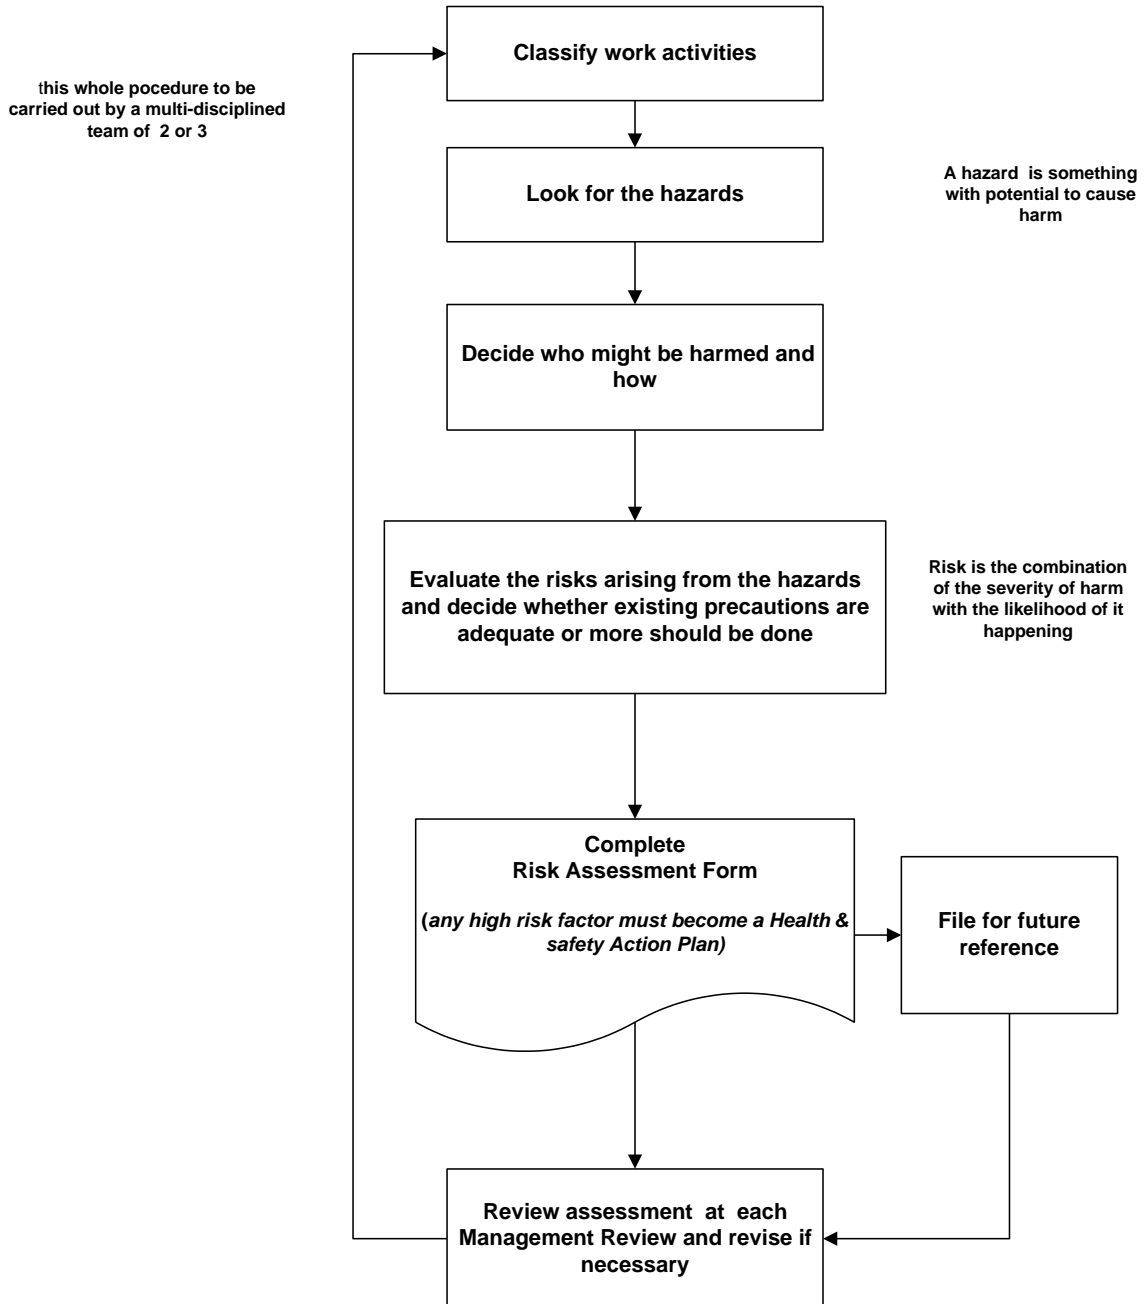 Classify work activities
this whole pocedure to be
carried out by a multi-disciplined
team of 2 or 3
Look for the hazards
A hazard is something
with potential to cause
harm
Decide who might be harmed and
how
Evaluate the risks arising from the hazards
and decide whether existing precautions are
adequate or more should be done
Risk is the combination
of the severity of harm
with the likelihood of it
happening
Complete
Risk Assessment Form
(any high risk factor must become a Health &
safety Action Plan)
File for future
reference
Review assessment at each
Management Review and revise if
necessary